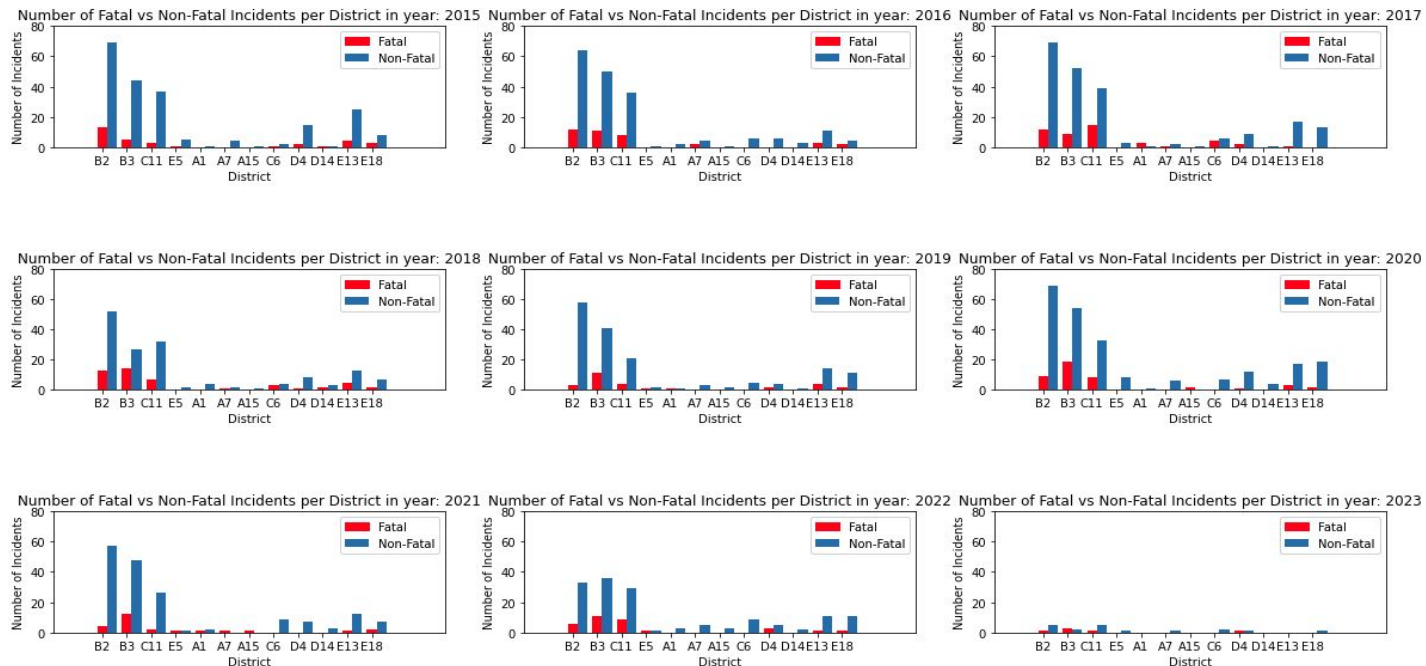 Number of Fatal vs Non-Fatal Incidents per District in year: 2015
80
60
40
20
0
Number of Incidents
Fatal
Non-Fatal
B2 B3 C11 E5 A1 A7 A15 C6 D4 D14 E13 E18
District
Number of Fatal vs Non-Fatal Incidents per District in year: 2016
80
60
40
20
0
Number of Incidents
Fatal
Non-Fatal
B2 B3 C11 E5 A1 A7 A15 C6 D4 D14 E13 E18
District
Number of Fatal vs Non-Fatal Incidents per District in year: 2017
80
60
40
20
0
Number of Incidents
Fatal
Non-Fatal
B2 B3 C11 E5 A1 A7 A15 C6 D4 D14 E13 E18
District
Number of Fatal vs Non-Fatal Incidents per District in year: 2018
80
60
40
20
0
Number of Incidents
Fatal
Non-Fatal
B2 B3 C11 E5 A1 A7 A15 C6 D4 D14 E13 E18
District
Number of Fatal vs Non-Fatal Incidents per District in year: 2019
80
60
40
20
0
Number of Incidents
Fatal
Non-Fatal
B2 B3 C11 E5 A1 A7 A15 C6 D4 D14 E13 E18
District
Number of Fatal vs Non-Fatal Incidents per District in year: 2020
80
60
40
20
0
Number of Incidents
Fatal
Non-Fatal
B2 B3 C11 E5 A1 A7 A15 C6 D4 D14 E13 E18
District
Number of Fatal vs Non-Fatal Incidents per District in year: 2021
80
60
40
20
0
Number of Incidents
Fatal
Non-Fatal
B2 B3 C11 E5 A1 A7 A15 C6 D4 D14 E13 E18
District
Number of Fatal vs Non-Fatal Incidents per District in year: 2022
80
60
40
20
0
Number of Incidents
Fatal
Non-Fatal
B2 B3 C11 E5 A1 A7 A15 C6 D4 D14 E13 E18
District
Number of Fatal vs Non-Fatal Incidents per District in year: 2023
80
60
40
20
0
Number of Incidents
Fatal
Non-Fatal
B2 B3 C11 E5 A1 A7 A15 C6 D4 D14 E13 E18
District